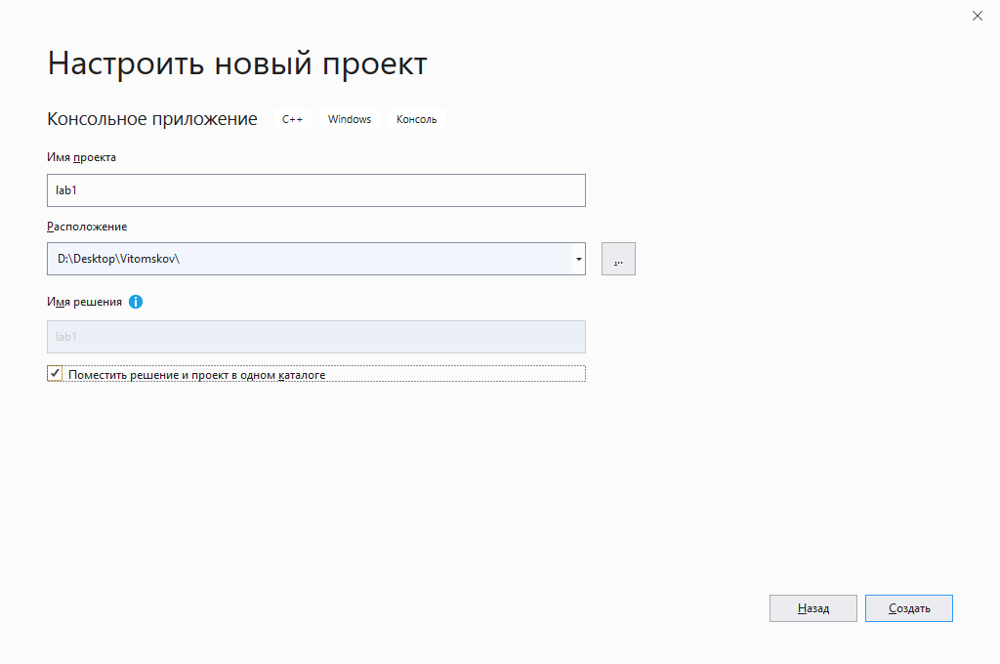 Настроить новый проект
Консольное приложение C++ Windows Консоль
Имя проекта
lab1
Расположение
D:\Desktop\Vitomskov\
...
Имя решения
lab1
Поместить решение и проект в одном каталоге
Назад Создать